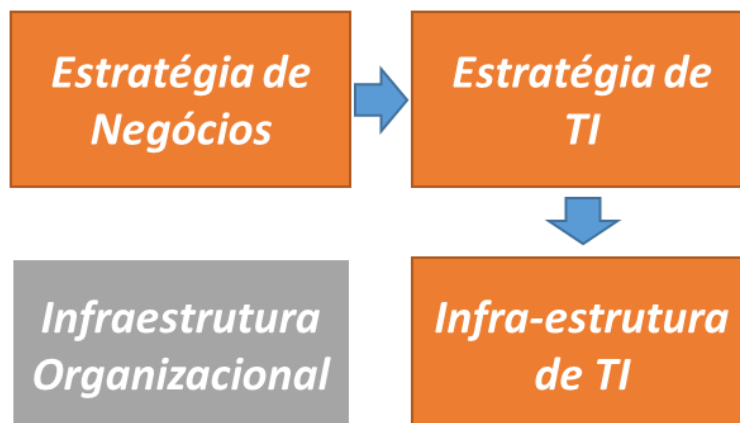 Estratégia de
Negócios
Estratégia de
TI
Infraestrutura
Organizacional
Infra-estrutura
de TI